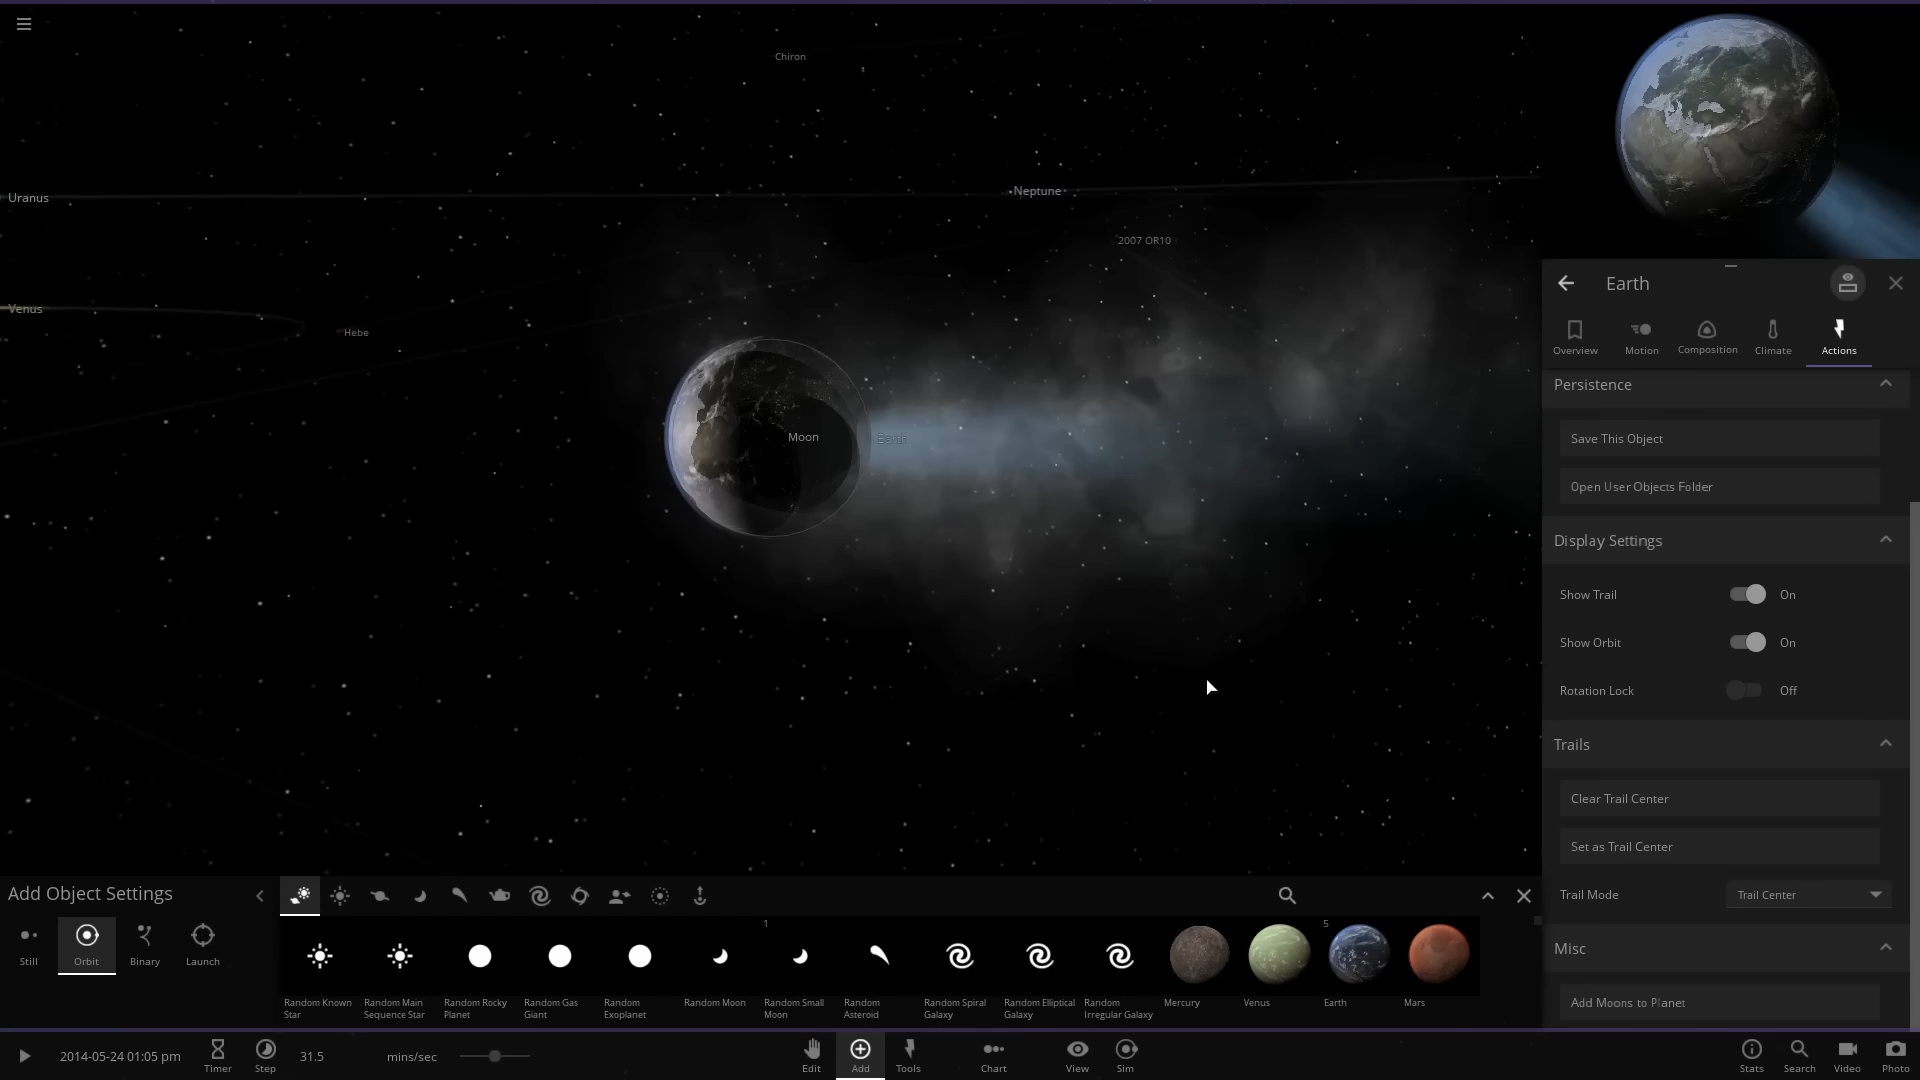 Chiron
Uranus
Neptune
2007 OR10
Venus
Hebe
Moon
Earth
Earth
Overview
Motion
Composition
Climate
Actions
Persistence
Save This Object
Open User Objects Folder
Display Settings
Show Trail
On
Show Orbit
On
Rotation Lock
Off
Trails
Clear Trail Center
Set as Trail Center
Trail Mode
Trail Center
Misc
Add Moons to Planet
Add Object Settings
Still
Orbit
Binary
Launch
1
5
Random Known
Star
Random Main
Sequence Star
Random Rocky
Planet
Random Gas
Giant
Random
Exoplanet
Random Moon
Random Small
Moon
Random
Asteroid
Random Spiral
Galaxy
Random Elliptical
Galaxy
Random
Irregular Galaxy
Mercury
Venus
Earth
Mars
2014-05-24 01:05 pm
Timer
Step
31.5
mins/sec
Edit
Add
Tools
Chart
View
Sim
Stats
Search
Video
Photo